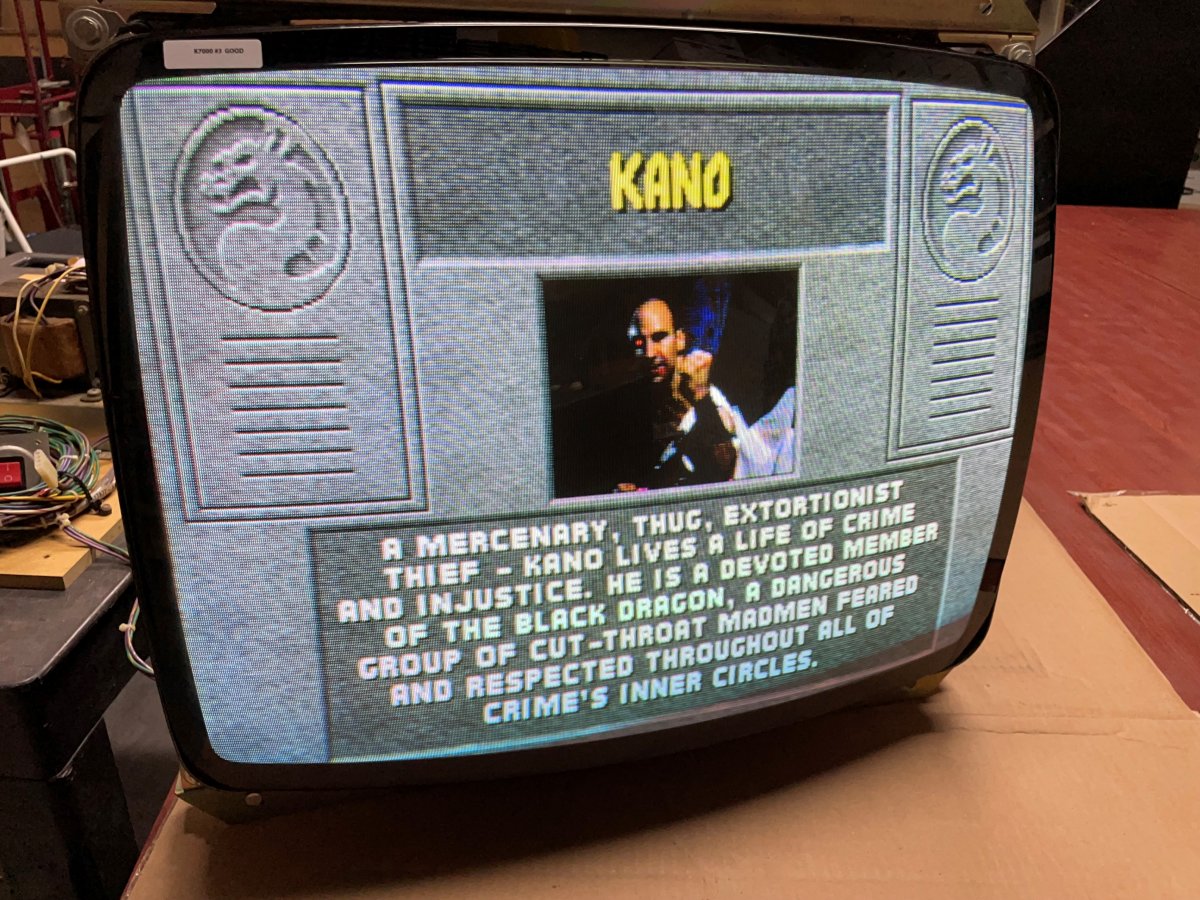 K7000 #3 GOOD
KANO
A MERCENARY, THUG, EXTORTIONIST
THIEF - KANO LIVES A LIFE OF CRIME
AND INJUSTICE. HE IS A DEVOTED MEMBER
OF THE BLACK DRAGON, A DANGEROUS
GROUP OF CUT-THROAT MADMEN FEARED
AND RESPECTED THROUGHOUT ALL OF
CRIME'S INNER CIRCLES.